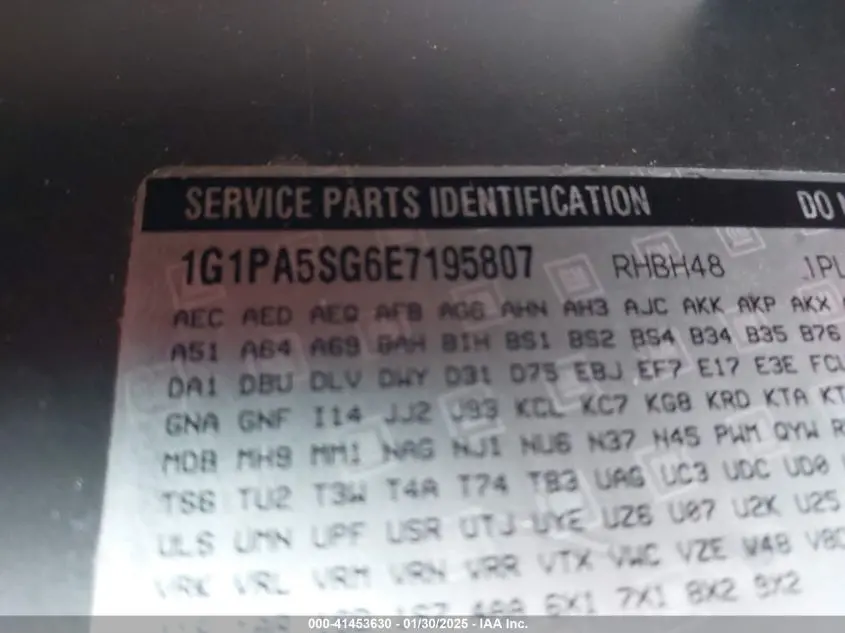 SERVICE PARTS IDENTIFICATION DO
1G1PA5SG6E7195807 RHBH48 1PL
AEC AED AEQ AFB AG6 AHN AH3 AJC AKK AKP AKX
A51 A64 A69 BAH BIH BS1 BS2 BS4 B34 B35 B76
DA1 DBU DLV DWY D31 D75 EBJ EF7 E17 E3E FCL
GNA GNF I14 JJ2 J93 KCL KC7 KG8 KRD KTA KT
MDB MH9 MM1 NAG NJ1 NU6 N37 N45 PWM QYW
TS6 TU2 T3W T4A T74 TB3 UAG UC3 UDC UD0
ULS UMN UPF USR UTJ UYE UZ6 U07 U2K U25
VRK VRL VRM VRN VRR VTX VWC VZE W48
6X1 7X1 8X2 9X2
000-41453630 - 01/30/2025 - IAA Inc.